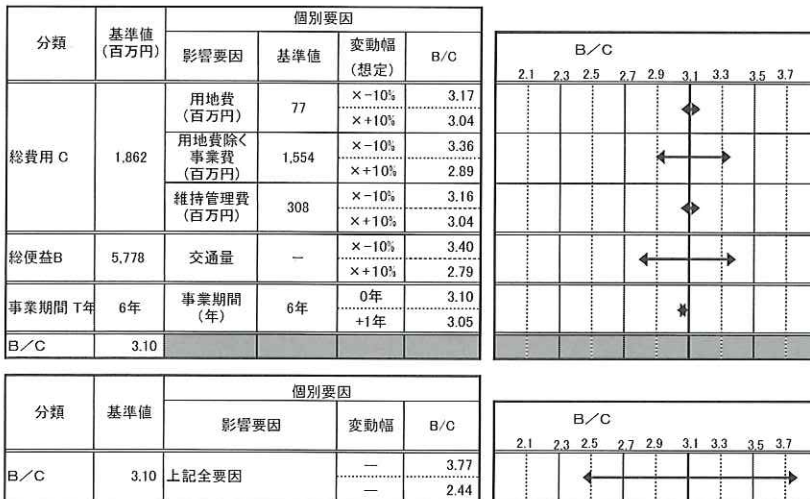 個別要因
分類 基準値 (百万円) 影響要因 基準値 変動幅 (想定) B/C
総費用 C 1,862 用地費 (百万円) 77 ×-10% 3.17
×+10% 3.04
用地費除く 事業費 (百万円) 1,554 ×-10% 3.36
×+10% 2.89
維持管理費 (百万円) 308 ×-10% 3.16
×+10% 3.04
総便益B 5,778 交通量 ― ×-10% 3.40
×+10% 2.79
事業期間 T年 6年 事業期間 (年) 6年 0年 3.10
+1年 3.05
B/C 3.10
B/C
2.1 2.3 2.5 2.7 2.9 3.1 3.3 3.5 3.7
個別要因
分類 基準値 影響要因 変動幅 B/C
B/C 3.10 上記全要因 ― 3.77
― 2.44
B/C
2.1 2.3 2.5 2.7 2.9 3.1 3.3 3.5 3.7